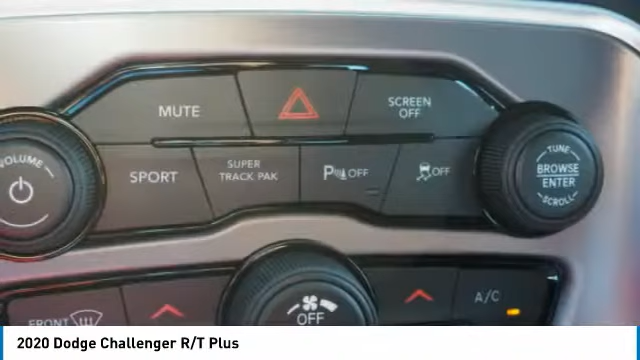 MUTE
SCREEN
OFF
VOLUME
SPORT
SUPER
TRACK PAK
P OFF
OFF
TUNE
BROWSE
ENTER
SCROLL
FRONT
OFF
A/C
2020 Dodge Challenger R/T Plus